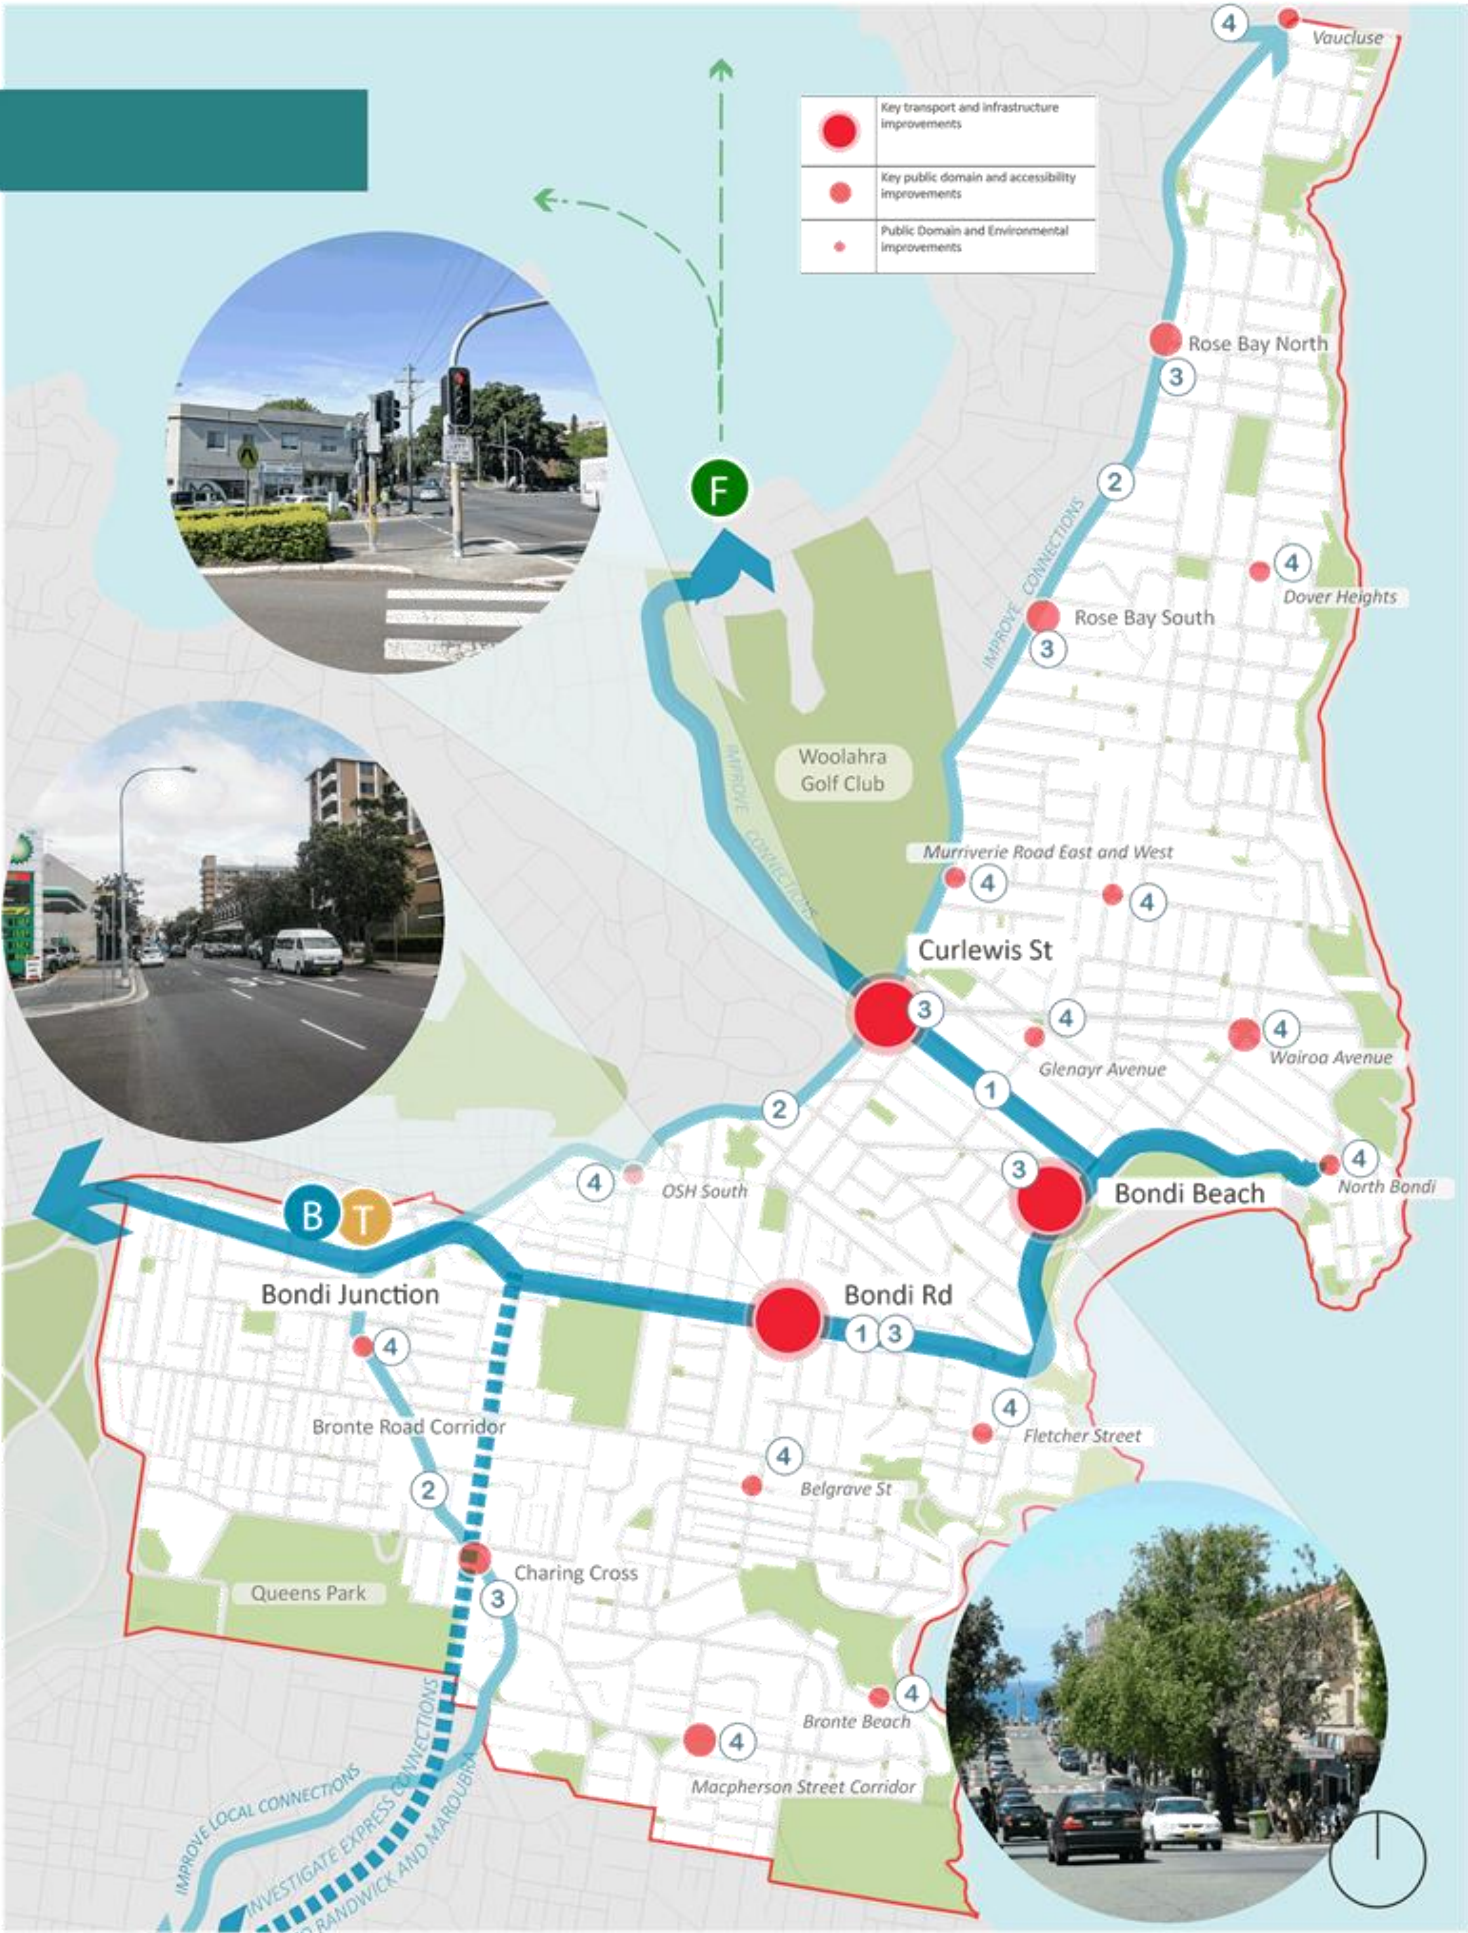 4
Vaucluse
Key transport and infrastructure
improvements
Key public domain and accessibility
improvements
Public Domain and Environmental
improvements
Rose Bay North
3
2
F
IMPROVE CONNECTIONS
4
Dover Heights
Rose Bay South
3
Woolahra
Golf Club
IMPROVE CONNECTIONS
Murriverie Road East and West
4
4
Curlewis St
3
4
Glenayr Avenue
4
Wairoa Avenue
1
2
3
4
North Bondi
4
OSH South
Bondi Beach
B
T
Bondi Junction
Bondi Rd
1
3
4
Bronte Road Corridor
4
Fletcher Street
4
Belgrave St
2
Charing Cross
3
Queens Park
4
Bronte Beach
4
Macpherson Street Corridor
IMPROVE LOCAL CONNECTIONS
INVESTIGATE EXPRESS CONNECTIONS
RANDWICK AND MAROUBRA